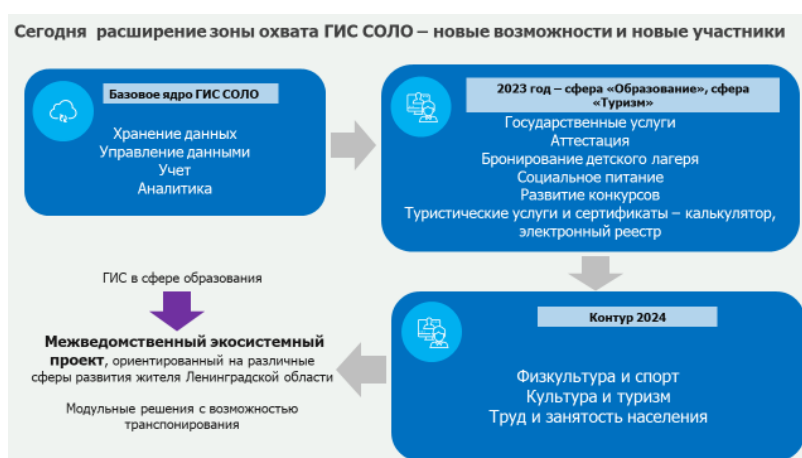 Сегодня расширение зоны охвата ГИС СОЛО – новые возможности и новые участники
Базовое ядро ГИС СОЛО
Хранение данных
Управление данными
Учет
Аналитика
2023 год – сфера «Образование», сфера
«Туризм»
Государственные услуги
Аттестация
Бронирование детского лагеря
Социальное питание
Развитие конкурсов
Туристические услуги и сертификаты – калькулятор,
электронный реестр
Контур 2024
Физкультура и спорт
Культура и туризм
Труд и занятость населения
ГИС в сфере образования
Межведомственный экосистемный
проект, ориентированный на различные
сферы развития жителя Ленинградской области
Модульные решения с возможностью
транспонирования